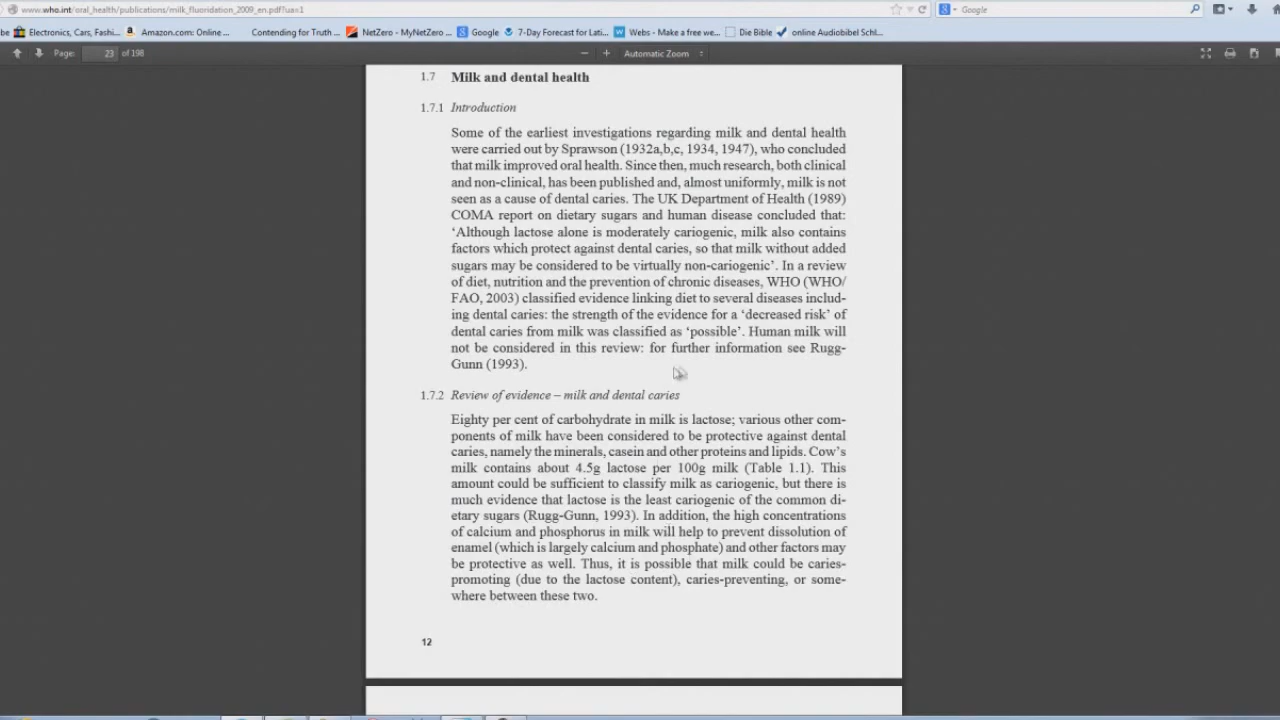 www.who.int/oral_health/publications/milk_fluoridation_2009_en.pdf?ua=1
Google
be Electronics, Cars, Fashi... Amazon.com: Online ... Contending for Truth ... NetZero - MyNetZero ... Google 7-Day Forecast for Lati... Webs - Make a free we... Die Bible online Audiobibel Schl...
Page: 23 of 198
Automatic Zoom
1.7 Milk and dental health
1.7.1 Introduction
Some of the earliest investigations regarding milk and dental health
were carried out by Sprawson (1932a,b,c, 1934, 1947), who concluded
that milk improved oral health. Since then, much research, both clinical
and non-clinical, has been published and, almost uniformly, milk is not
seen as a cause of dental caries. The UK Department of Health (1989)
COMA report on dietary sugars and human disease concluded that:
‘Although lactose alone is moderately cariogenic, milk also contains
factors which protect against dental caries, so that milk without added
sugars may be considered to be virtually non-cariogenic’. In a review
of diet, nutrition and the prevention of chronic diseases, WHO (WHO/
FAO, 2003) classified evidence linking diet to several diseases includ-
ing dental caries: the strength of the evidence for a ‘decreased risk’ of
dental caries from milk was classified as ‘possible’. Human milk will
not be considered in this review: for further information see Rugg-
Gunn (1993).
1.7.2 Review of evidence – milk and dental caries
Eighty per cent of carbohydrate in milk is lactose; various other com-
ponents of milk have been considered to be protective against dental
caries, namely the minerals, casein and other proteins and lipids. Cow’s
milk contains about 4.5g lactose per 100g milk (Table 1.1). This
amount could be sufficient to classify milk as cariogenic, but there is
much evidence that lactose is the least cariogenic of the common di-
etary sugars (Rugg-Gunn, 1993). In addition, the high concentrations
of calcium and phosphorus in milk will help to prevent dissolution of
enamel (which is largely calcium and phosphate) and other factors may
be protective as well. Thus, it is possible that milk could be caries-
promoting (due to the lactose content), caries-preventing, or some-
where between these two.
12